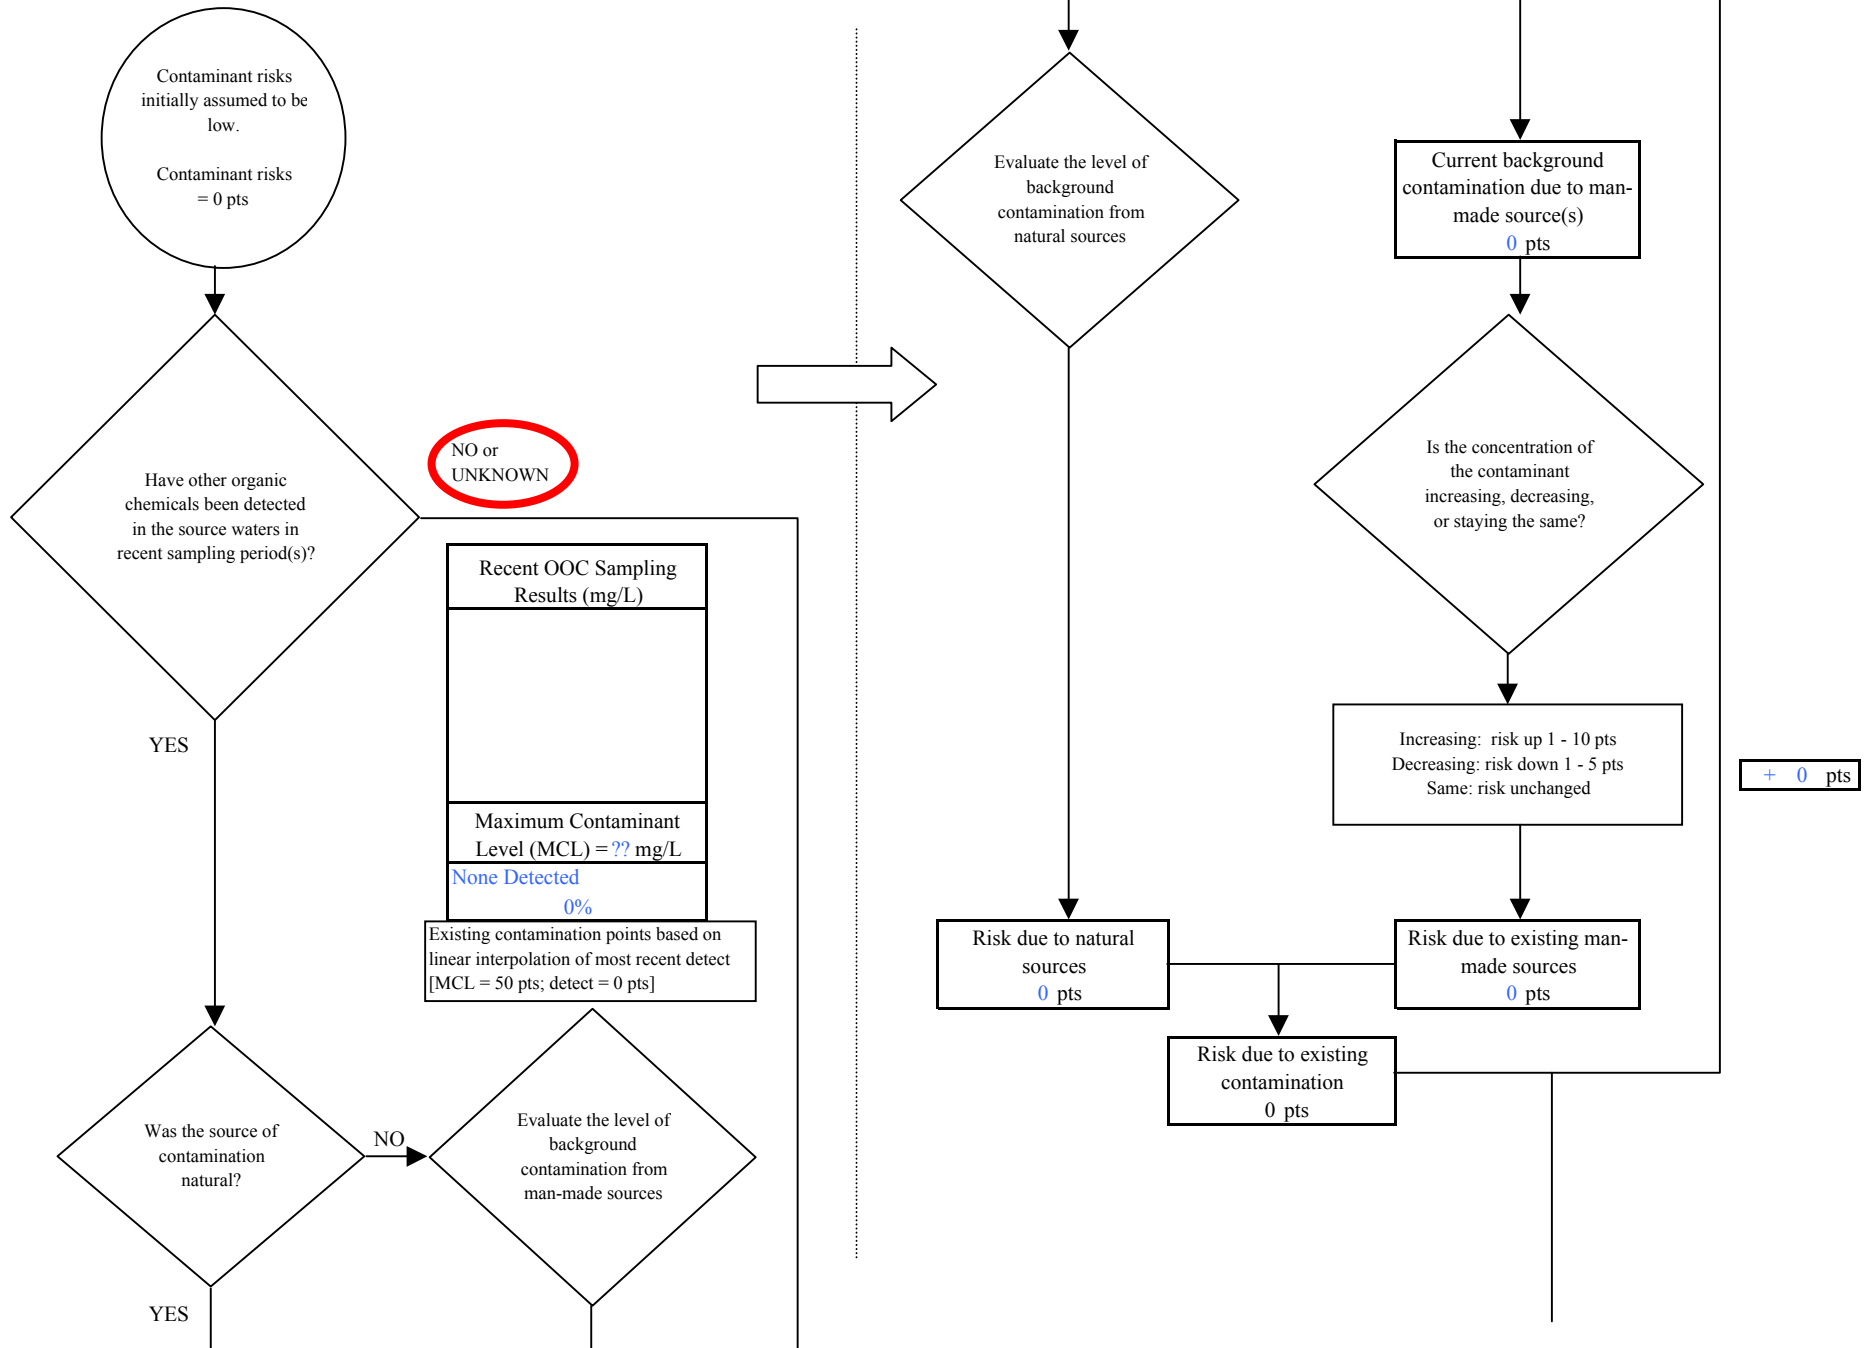 Contaminant risks
initially assumed to be
low.
Contaminant risks
= 0 pts
Have other organic
chemicals been detected
in the source waters in
recent sampling period(s)?
NO or
UNKNOWN
Recent OOC Sampling
Results (mg/L)
Maximum Contaminant
Level (MCL) = ?? mg/L
None Detected
0%
Existing contamination points based on
linear interpolation of most recent detect
[MCL = 50 pts; detect = 0 pts]
YES
Was the source of
contamination
natural?
NO
Evaluate the level of
background
contamination from
man-made sources
YES
Evaluate the level of
background
contamination from
natural sources
Current background
contamination due to man-
made source(s)
0 pts
Is the concentration of
the contaminant
increasing, decreasing,
or staying the same?
Increasing: risk up 1 - 10 pts
Decreasing: risk down 1 - 5 pts
Same: risk unchanged
+ 0 pts
Risk due to natural
sources
0 pts
Risk due to existing man-
made sources
0 pts
Risk due to existing
contamination
0 pts